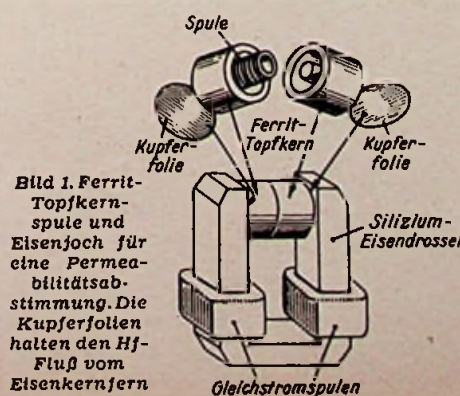 Spule
Kupfer-
folie
Ferrit-
Topfkern
Kupfer-
folie
Bild 1. Ferrit-
Topfkern-
spule und
Eisenjoch für
eine Permea-
bilitätsab-
stimmung. Die
Kupferfolien
halten den Hf-
Fluß vom
Eisenkern fern
Silizium-
Eisendrossel
Gleichstromspulen